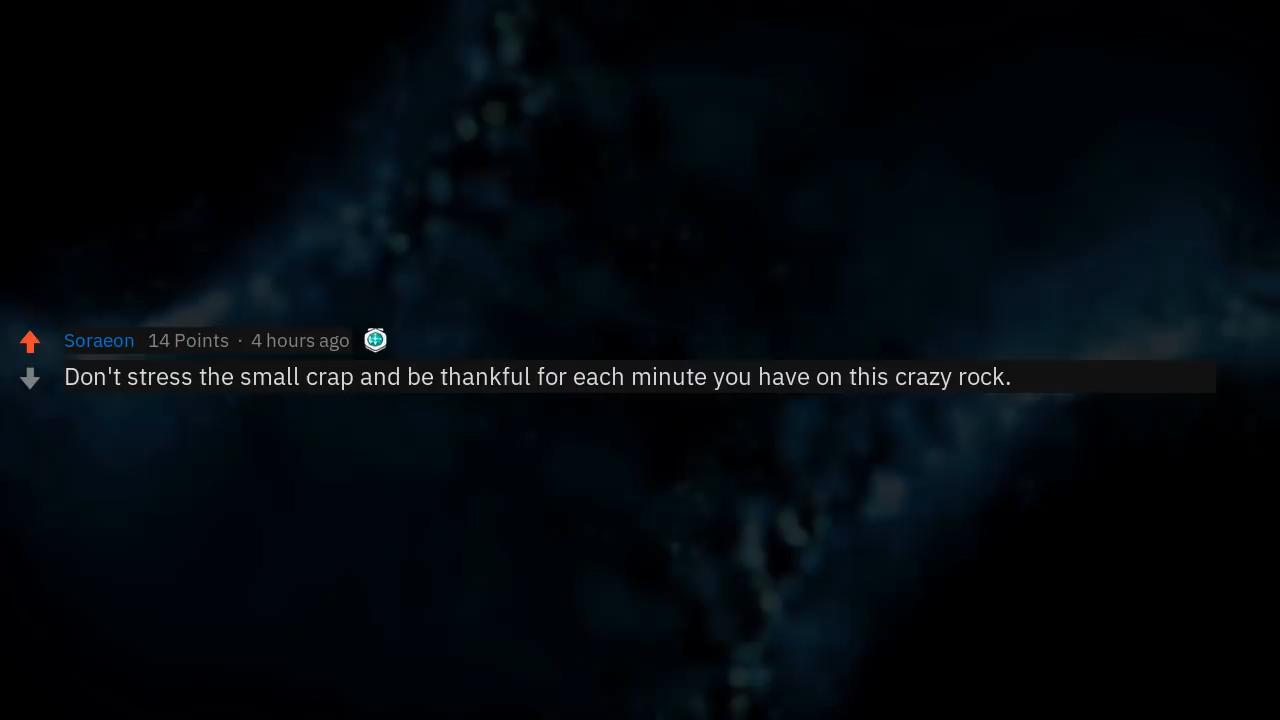 Soraeon 14 Points · 4 hours ago
Don't stress the small crap and be thankful for each minute you have on this crazy rock.